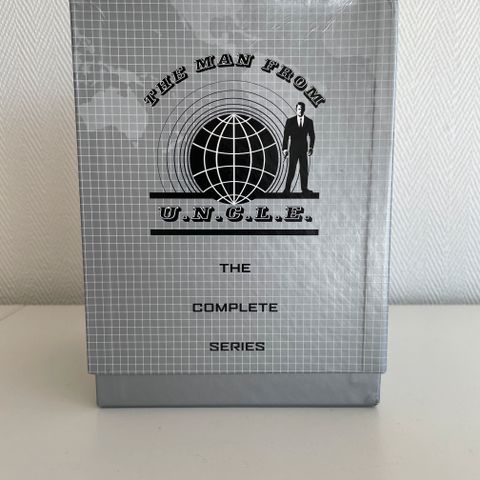 THE MAN FROM
U.N.C.L.E.
THE
COMPLETE
SERIES